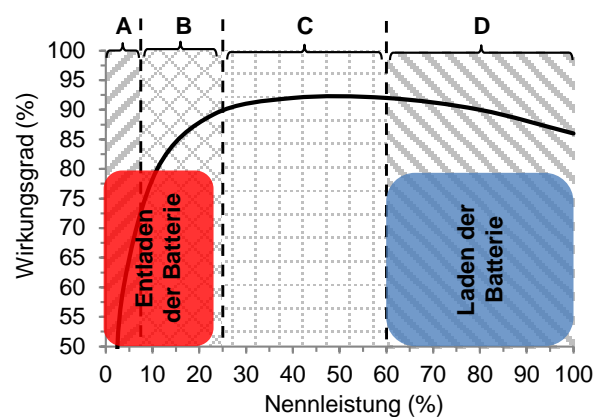 A B C D
100
95
90
85
80
75
70
65
60
55
50
Wirkungsgrad (%)
Entladen
der Batterie
Laden der
Batterie
0 10 20 30 40 50 60 70 80 90 100
Nennleistung (%)